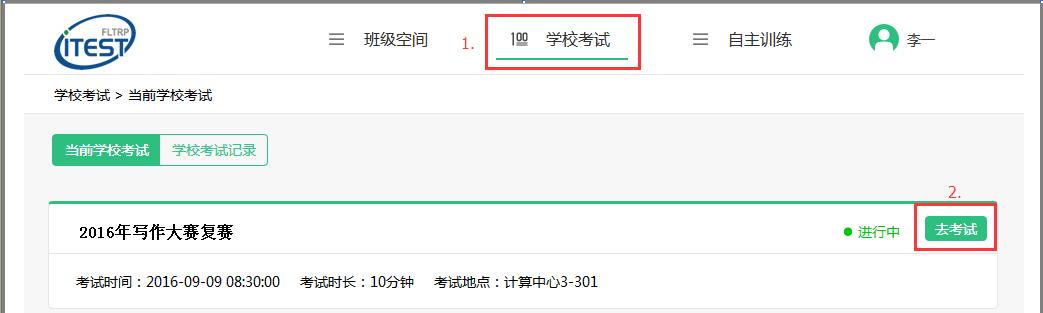 FLTRP
iTEST
班级空间
1.
100 学校考试
自主训练
李一
学校考试 > 当前学校考试
当前学校考试
学校考试记录
2.
2016年写作大赛复赛
进行中
去考试
考试时间：2016-09-09 08:30:00 考试时长：10分钟 考试地点：计算中心3-301